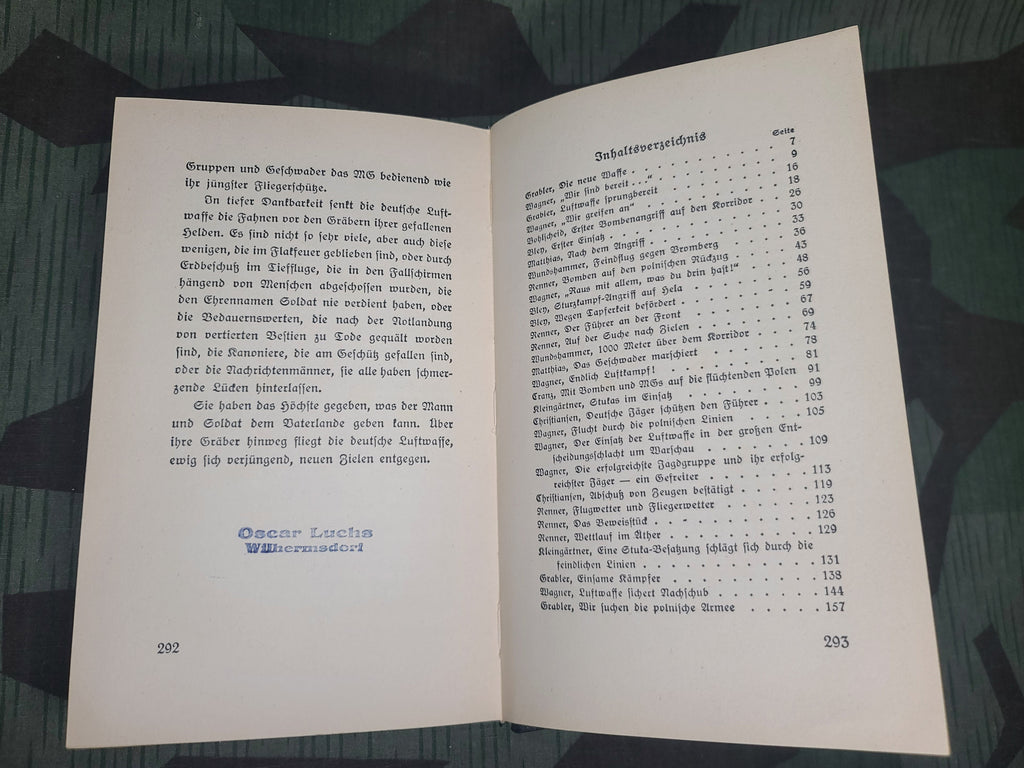 Gruppen und Geschwader das MG bedienend wie
ihr jüngster Fliegerschütze.
In tiefer Dankbarkeit senkt die deutsche Luft-
waffe die Fahnen vor den Gräbern ihrer gefallenen
Helden. Es sind nicht so sehr viele, aber auch diese
wenigen, die im Flakfeuer geblieben sind, oder durch
Erdbeschuß im Tieffluge, die in den Fallschirmen
hängend von Menschen abgeschossen wurden, die
den Ehrennamen Soldat nie verdient haben, oder
die Bedauernswerten, die nach der Notlandung
von vertierten Bestien zu Tode gequält worden
sind, die Kanoniere, die am Geschütz gefallen sind,
oder die Nachrichtenmänner, sie alle haben schmer-
zende Lücken hinterlassen.
Sie haben das Höchste gegeben, was der Mann
und Soldat dem Vaterlande geben kann. Über
ihre Gräber hinweg fliegt die deutsche Luftwaffe,
ewig sich verjüngend, neuen Zielen entgegen.
Oscar Luchs
Wilhermsdorf
292
Inhaltsverzeichnis
Seite
Grabler, Die neue Waffe . . . . . . . . . . 7
Wagner, „Wir sind bereit . . .“ . . . . . . . . 9
Grabler, Luftwaffe sprungbereit . . . . . . . 16
Wagner, „Wir greifen an“ . . . . . . . . . 18
Bohlscheid, Erster Bombenangriff auf den Korridor . . 26
Bley, Erster Einsatz . . . . . . . . . . . 30
Matthias, Nach dem Angriff . . . . . . . . . 33
Wundshammer, Feindflug gegen Bromberg . . . . . 36
Renner, Bomben auf den polnischen Rückzug . . . . 43
Wagner, „Raus mit allem, was du drin hast!“ . . . . 48
Bley, Sturzkampf-Angriff auf Hela . . . . . . 56
Bley, Wegen Tapferkeit befördert . . . . . . . 59
Renner, Der Führer an der Front . . . . . . . 67
Renner, Auf der Suche nach Zielen . . . . . . 69
Wundshammer, 1000 Meter über dem Korridor . . . 74
Matthias, Das Geschwader marschiert . . . . . . 78
Wagner, Endlich Luftkampf! . . . . . . . . 81
Cranz, Mit Bomben und MGs auf die flüchtenden Polen 91
Kleingärtner, Stukas im Einsatz . . . . . . . 99
Christiansen, Deutsche Jäger schützen den Führer . . . 103
Wagner, Flucht durch die polnischen Linien . . . . 105
Wagner, Der Einsatz der Luftwaffe in der großen Ent-
scheidungsschlacht um Warschau . . . . . . 109
Wagner, Die erfolgreichste Jagdgruppe und ihr erfolg-
reichster Jäger — ein Gefreiter . . . . . . 113
Christiansen, Abschuß von Zeugen bestätigt . . . . 119
Renner, Flugwetter und Fliegerwetter . . . . . . 123
Renner, Das Beweisstück . . . . . . . . . 126
Renner, Wettlauf im Äther . . . . . . . . . 129
Kleingärtner, Eine Stuka-Besatzung schlägt sich durch die
feindlichen Linien . . . . . . . . . . . 131
Grabler, Einsame Kämpfer . . . . . . . . . 138
Wagner, Luftwaffe sichert Nachschub . . . . . . 144
Grabler, Wir suchen die polnische Armee . . . . . 157
293